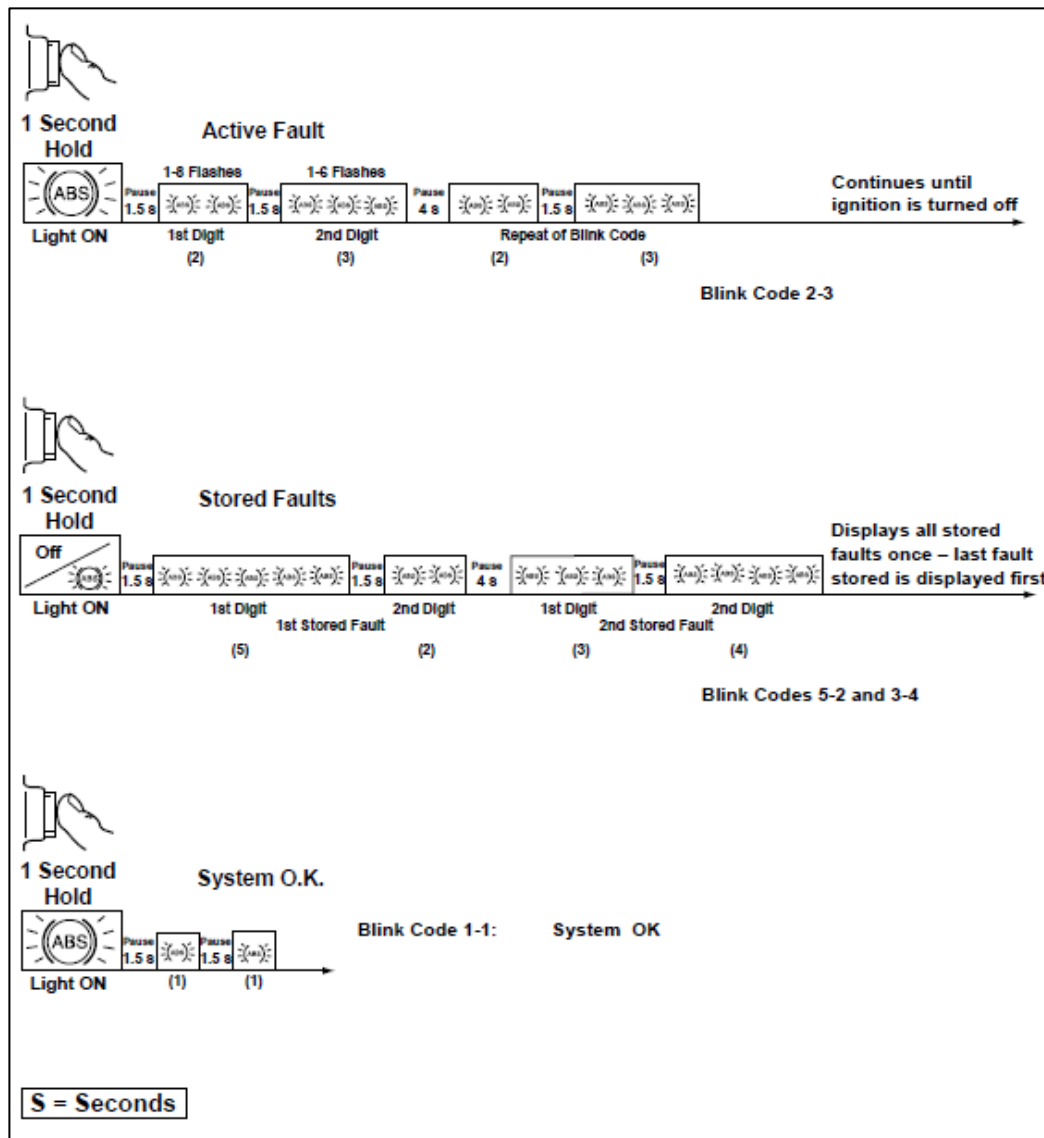 1 Second
Hold
Active Fault
1-8 Flashes
1-6 Flashes
ABS
Pause
1.5 s
Pause
1.5 s
Pause
4 s
Pause
1.5 s
Continues until
ignition is turned off
Light ON
1st Digit
2nd Digit
Repeat of Blink Code
(2)
(3)
(2)
(3)
Blink Code 2-3
1 Second
Hold
Stored Faults
Off
ABS
Pause
1.5 s
Pause
1.5 s
Pause
4 s
Pause
1.5 s
Displays all stored
faults once – last fault
stored is displayed first
Light ON
1st Digit
2nd Digit
1st Digit
2nd Digit
1st Stored Fault
2nd Stored Fault
(5)
(2)
(3)
(4)
Blink Codes 5-2 and 3-4
1 Second
Hold
System O.K.
ABS
Pause
1.5 s
Pause
1.5 s
Blink Code 1-1: System OK
Light ON
(1)
(1)
S = Seconds